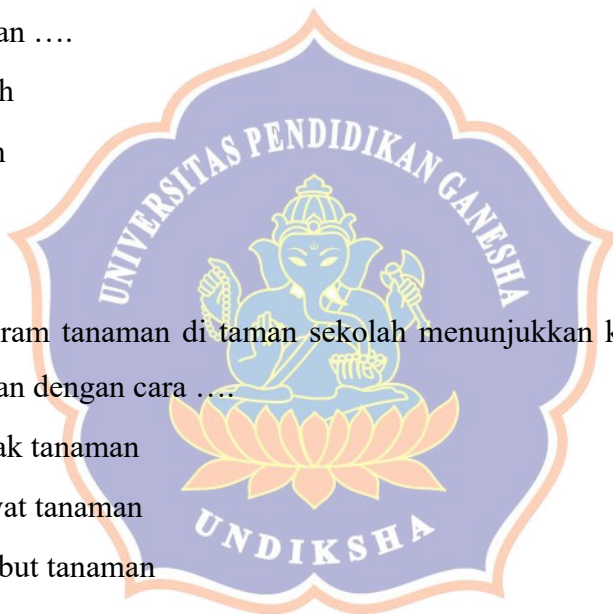 an ….
h
n
UNIVERSITAS PENDIDIKAN GANESHA
ram tanaman di taman sekolah menunjukkan k
an dengan cara ….
ak tanaman
vat tanaman
but tanaman
UNDIKSHA